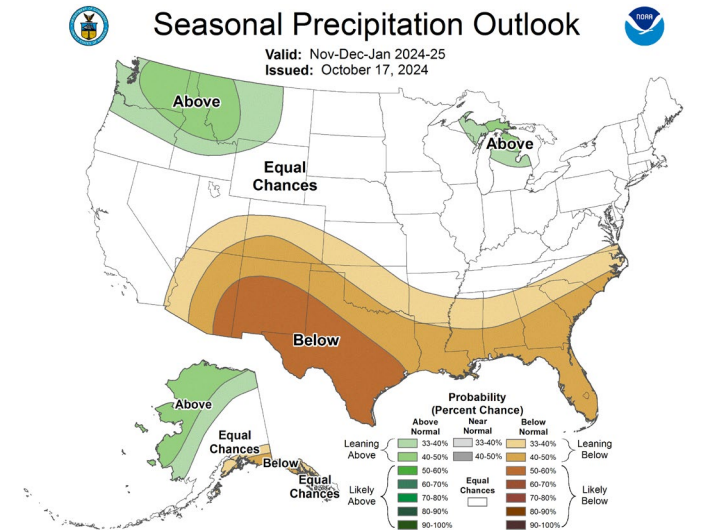 Seasonal Precipitation Outlook
NOAA
Valid: Nov-Dec-Jan 2024-25
Issued: October 17, 2024
Above
Above
Equal
Chances
Below
Above
Equal
Chances
Below
Equal
Chances
Probability
(Percent Chance)
Above
Normal
Near
Normal
Below
Normal
Leaning
Above
33-40%
40-50%
50-60%
60-70%
70-80%
80-90%
90-100%
Likely
Above
33-40%
40-50%
Equal
Chances
33-40%
40-50%
50-60%
60-70%
70-80%
80-90%
90-100%
Leaning
Below
Likely
Below